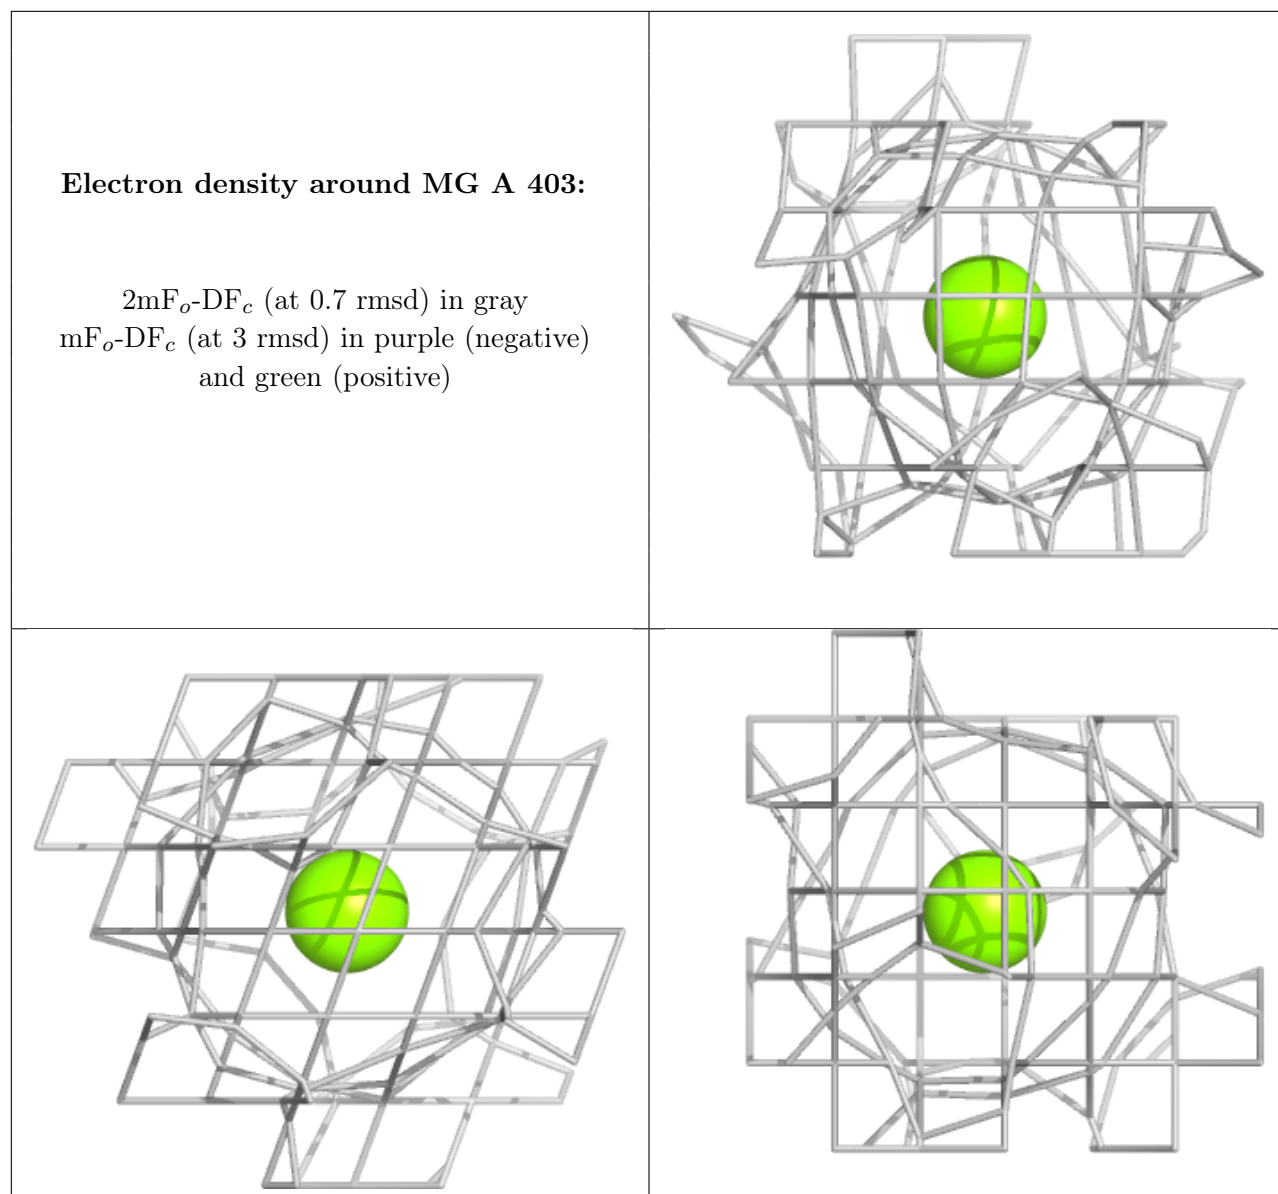 Electron density around MG A 403:
2mFₒ-DF𝒸 (at 0.7 rmsd) in gray
mFₒ-DF𝒸 (at 3 rmsd) in purple (negative)
and green (positive)